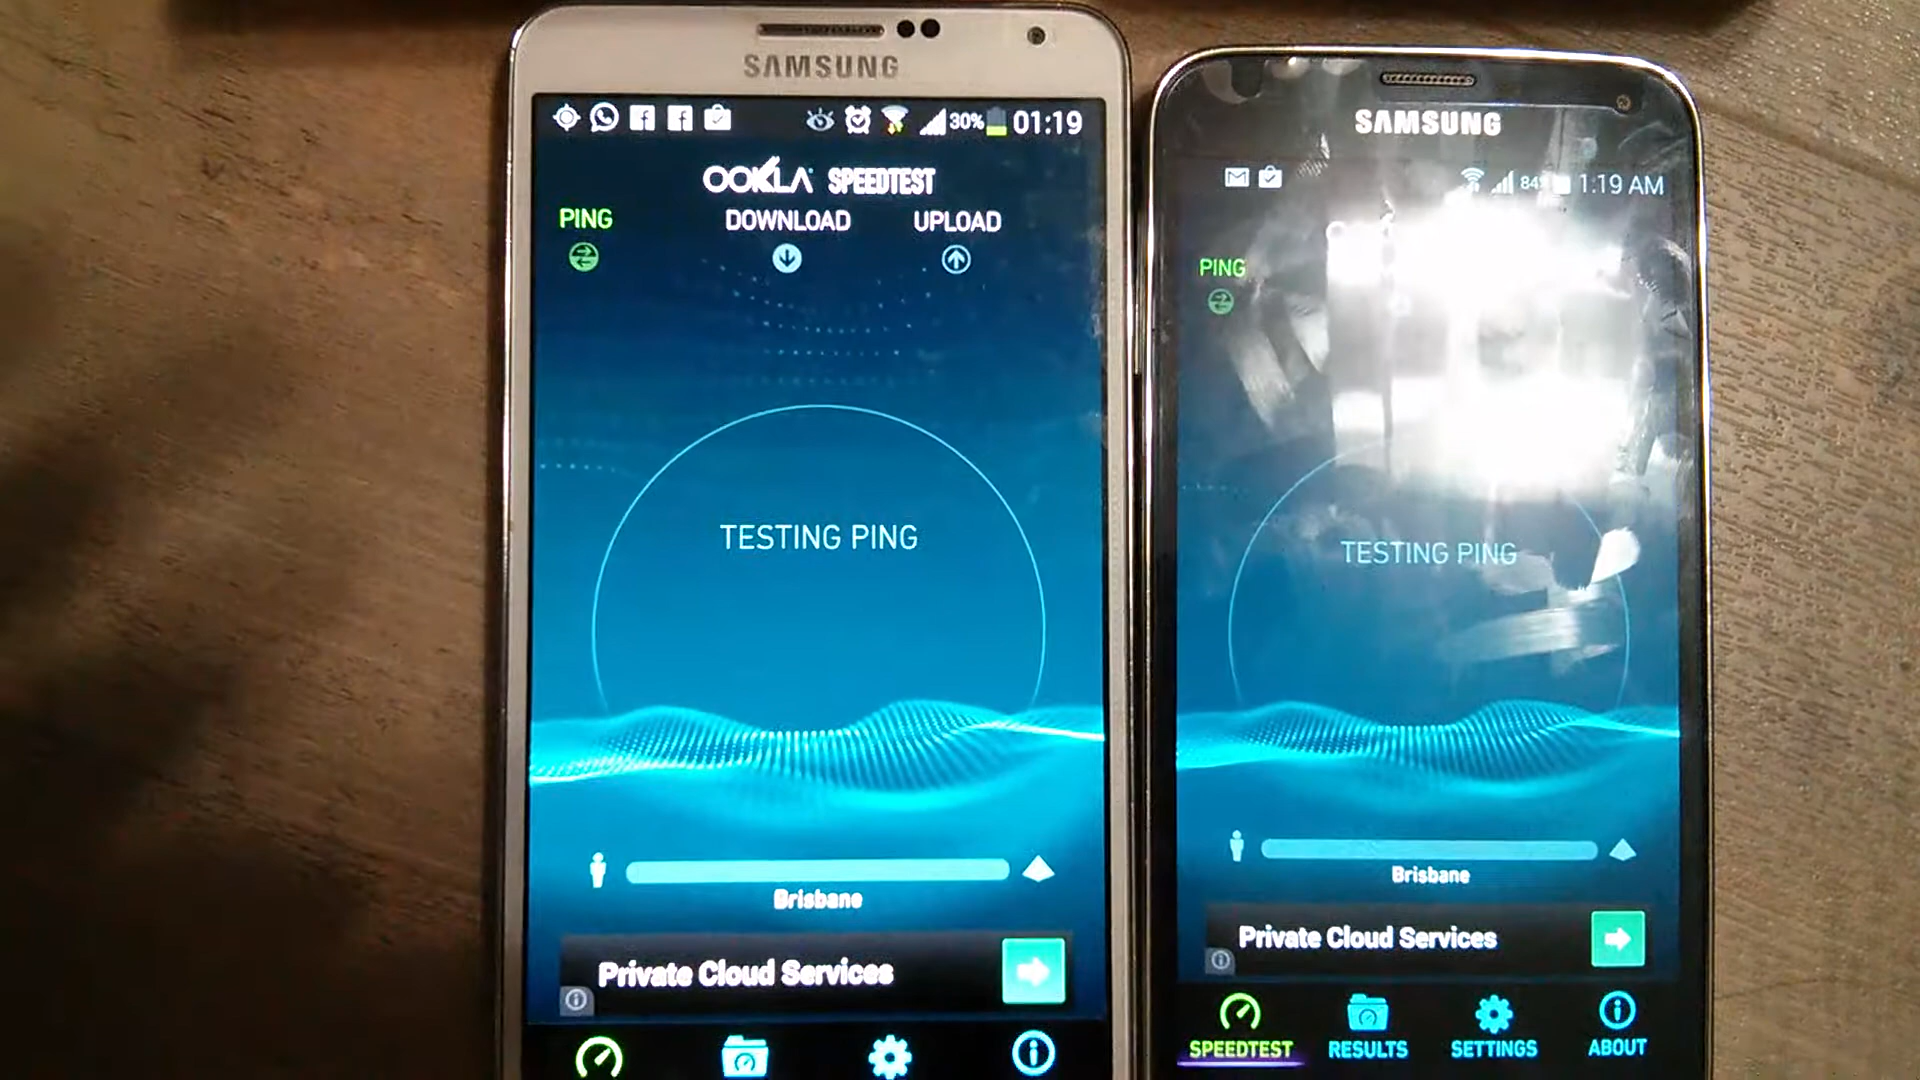 SAMSUNG
30% 01:19
OOKLA SPEEDTEST
PING DOWNLOAD UPLOAD
TESTING PING
Brisbane
Private Cloud Services
SAMSUNG
84% 1:19 AM
PING
TESTING PING
Brisbane
Private Cloud Services
SPEEDTEST RESULTS SETTINGS ABOUT